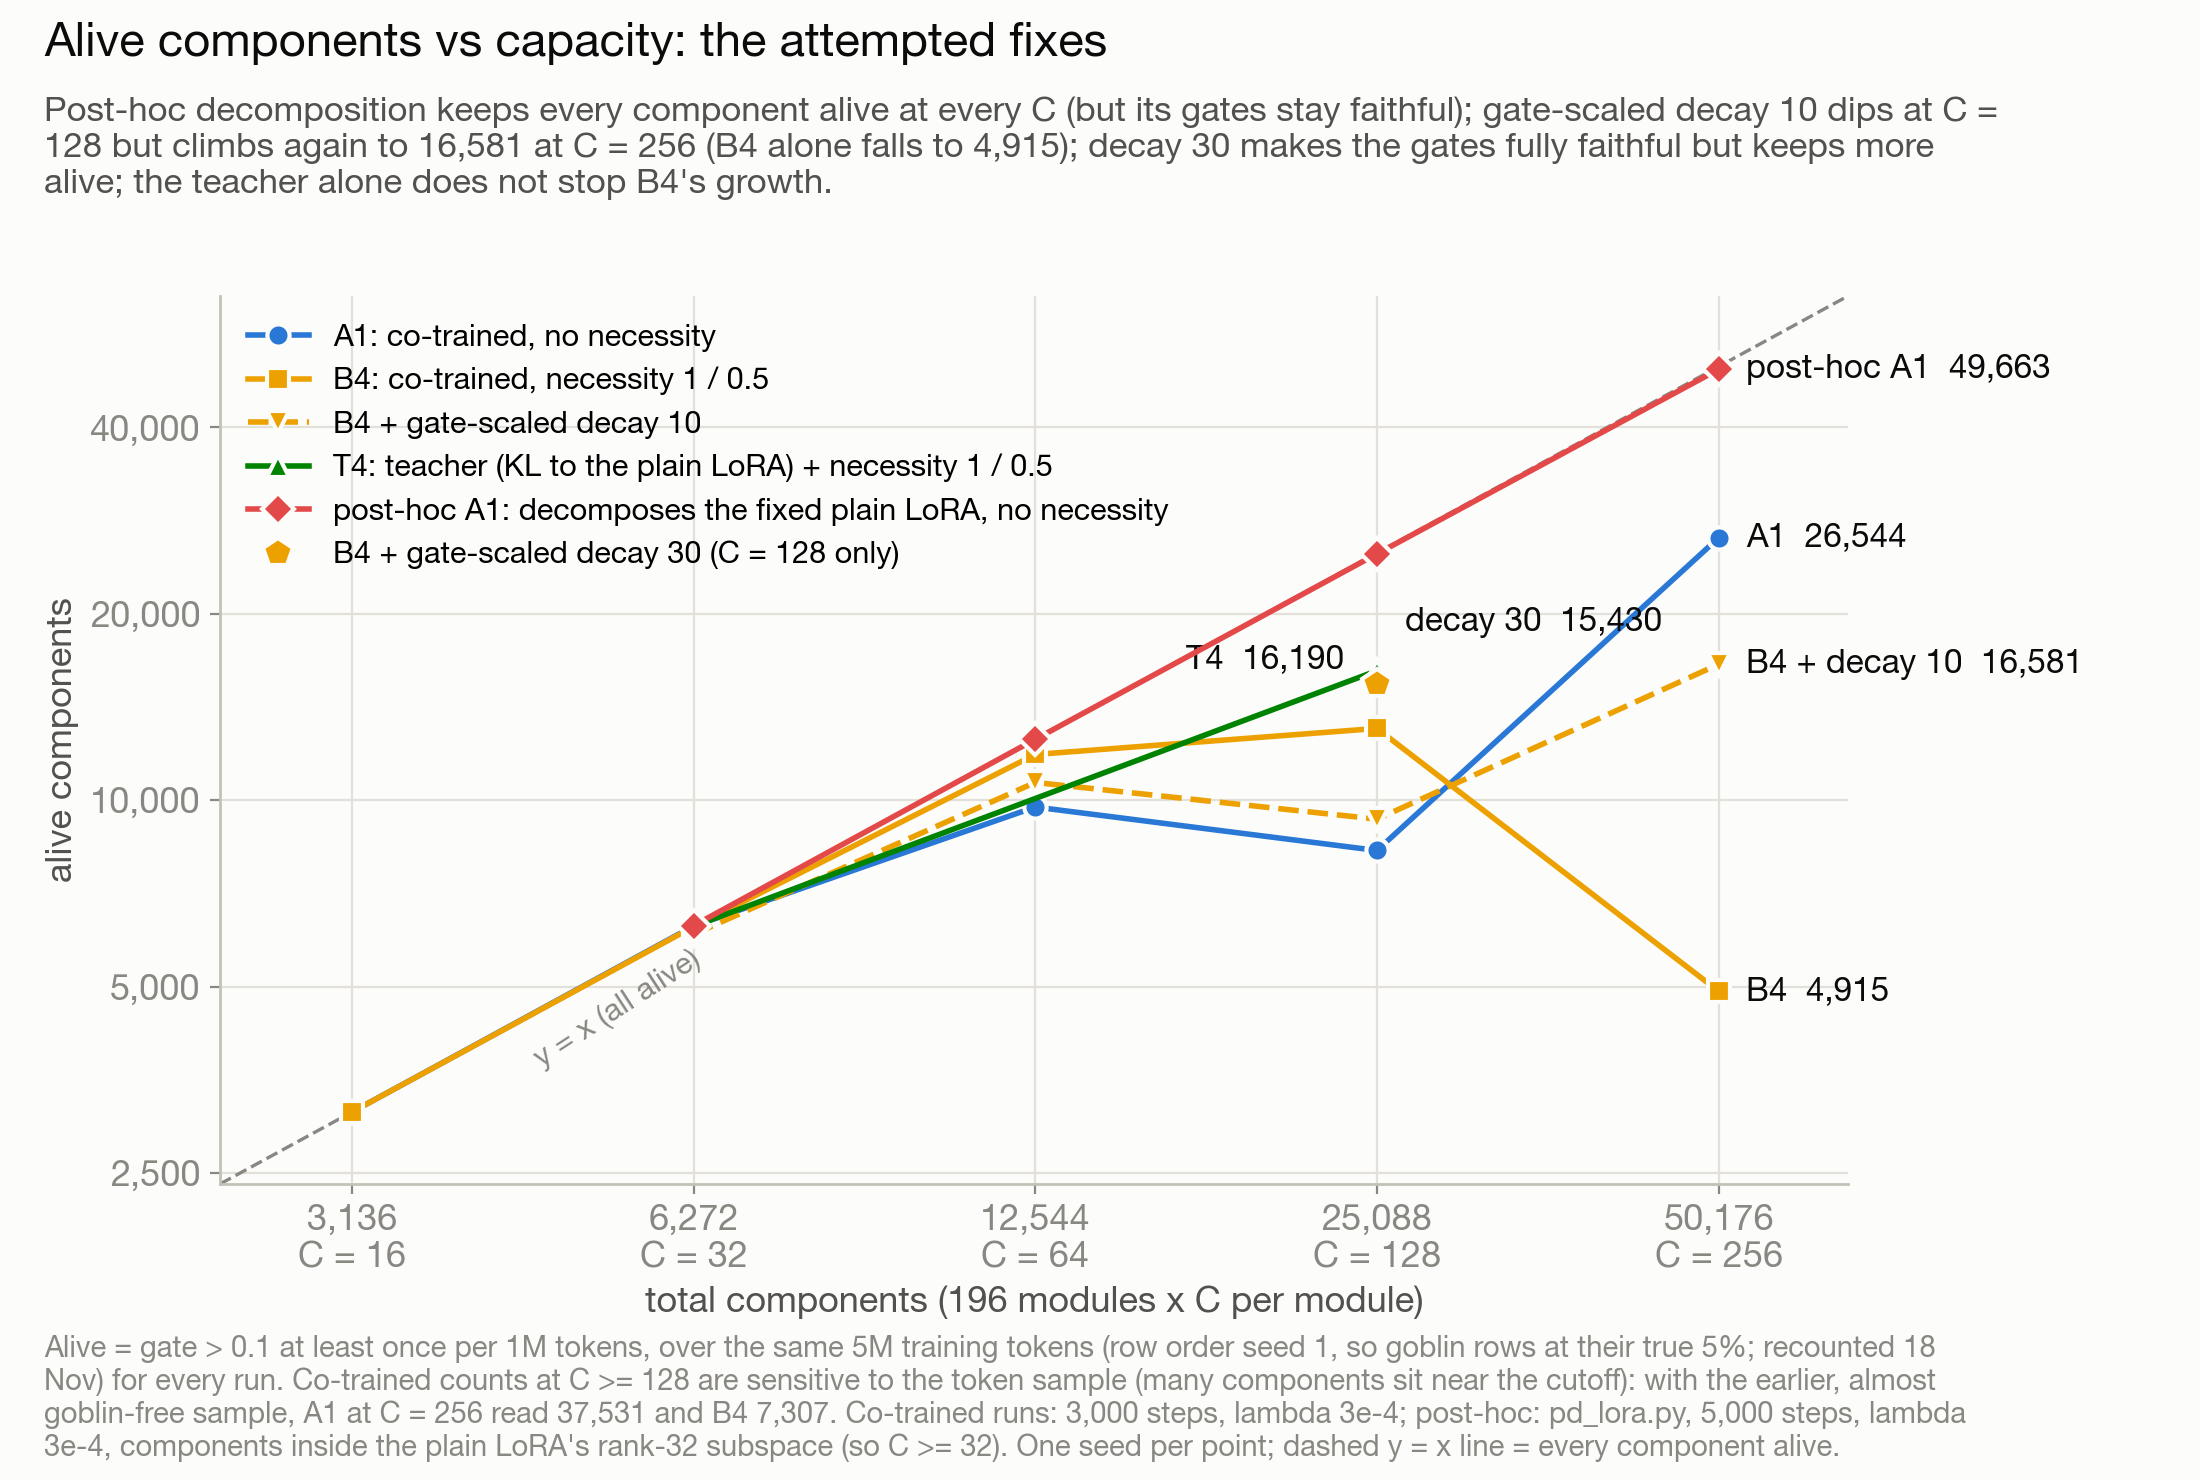 Alive components vs capacity: the attempted fixes
Post-hoc decomposition keeps every component alive at every C (but its gates stay faithful); gate-scaled decay 10 dips at C =
128 but climbs again to 16,581 at C = 256 (B4 alone falls to 4,915); decay 30 makes the gates fully faithful but keeps more
alive; the teacher alone does not stop B4's growth.
A1: co-trained, no necessity
B4: co-trained, necessity 1 / 0.5
B4 + gate-scaled decay 10
T4: teacher (KL to the plain LoRA) + necessity 1 / 0.5
post-hoc A1: decomposes the fixed plain LoRA, no necessity
B4 + gate-scaled decay 30 (C = 128 only)
post-hoc A1 49,663
A1 26,544
decay 30 15,430
T4 16,190
B4 + decay 10 16,581
B4 4,915
y = x (all alive)
alive components
40,000
20,000
10,000
5,000
2,500
3,136
C = 16
6,272
C = 32
12,544
C = 64
25,088
C = 128
50,176
C = 256
total components (196 modules x C per module)
Alive = gate > 0.1 at least once per 1M tokens, over the same 5M training tokens (row order seed 1, so goblin rows at their true 5%; recounted 18
Nov) for every run. Co-trained counts at C >= 128 are sensitive to the token sample (many components sit near the cutoff): with the earlier, almost
goblin-free sample, A1 at C = 256 read 37,531 and B4 7,307. Co-trained runs: 3,000 steps, lambda 3e-4; post-hoc: pd_lora.py, 5,000 steps, lambda
3e-4, components inside the plain LoRA's rank-32 subspace (so C >= 32). One seed per point; dashed y = x line = every component alive.